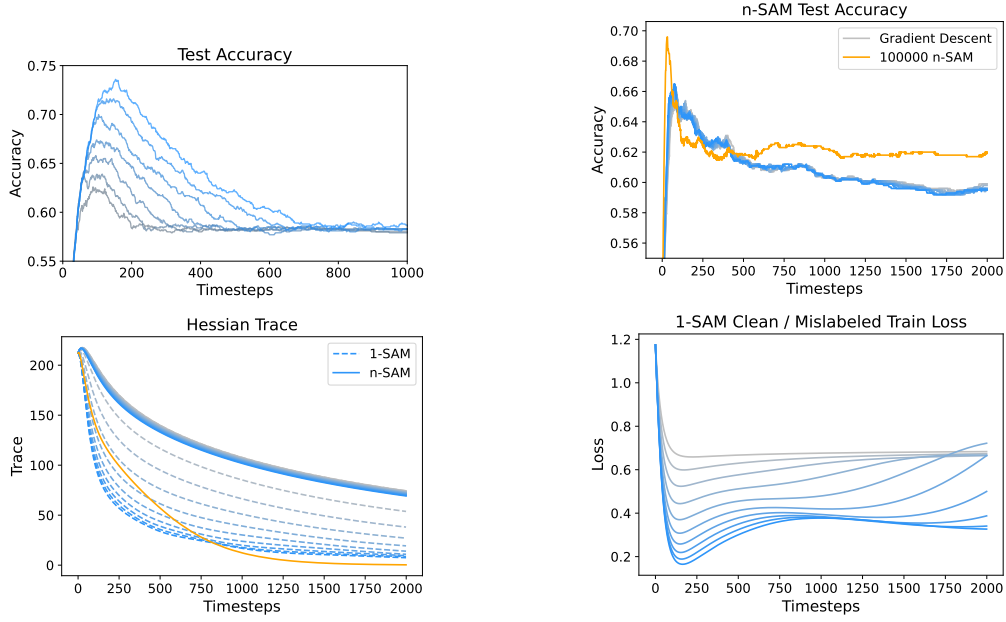 Test Accuracy
Accuracy
0.75
0.70
0.65
0.60
0.55
0 200 400 600 800 1000
Timesteps
n-SAM Test Accuracy
Accuracy
0.70
0.68
0.66
0.64
0.62
0.60
0.58
0.56
Gradient Descent
100000 n-SAM
0 250 500 750 1000 1250 1500 1750 2000
Timesteps
Hessian Trace
Trace
200
150
100
50
0
1-SAM
n-SAM
0 250 500 750 1000 1250 1500 1750 2000
Timesteps
1-SAM Clean / Mislabeled Train Loss
Loss
1.2
1.0
0.8
0.6
0.4
0.2
0 250 500 750 1000 1250 1500 1750 2000
Timesteps